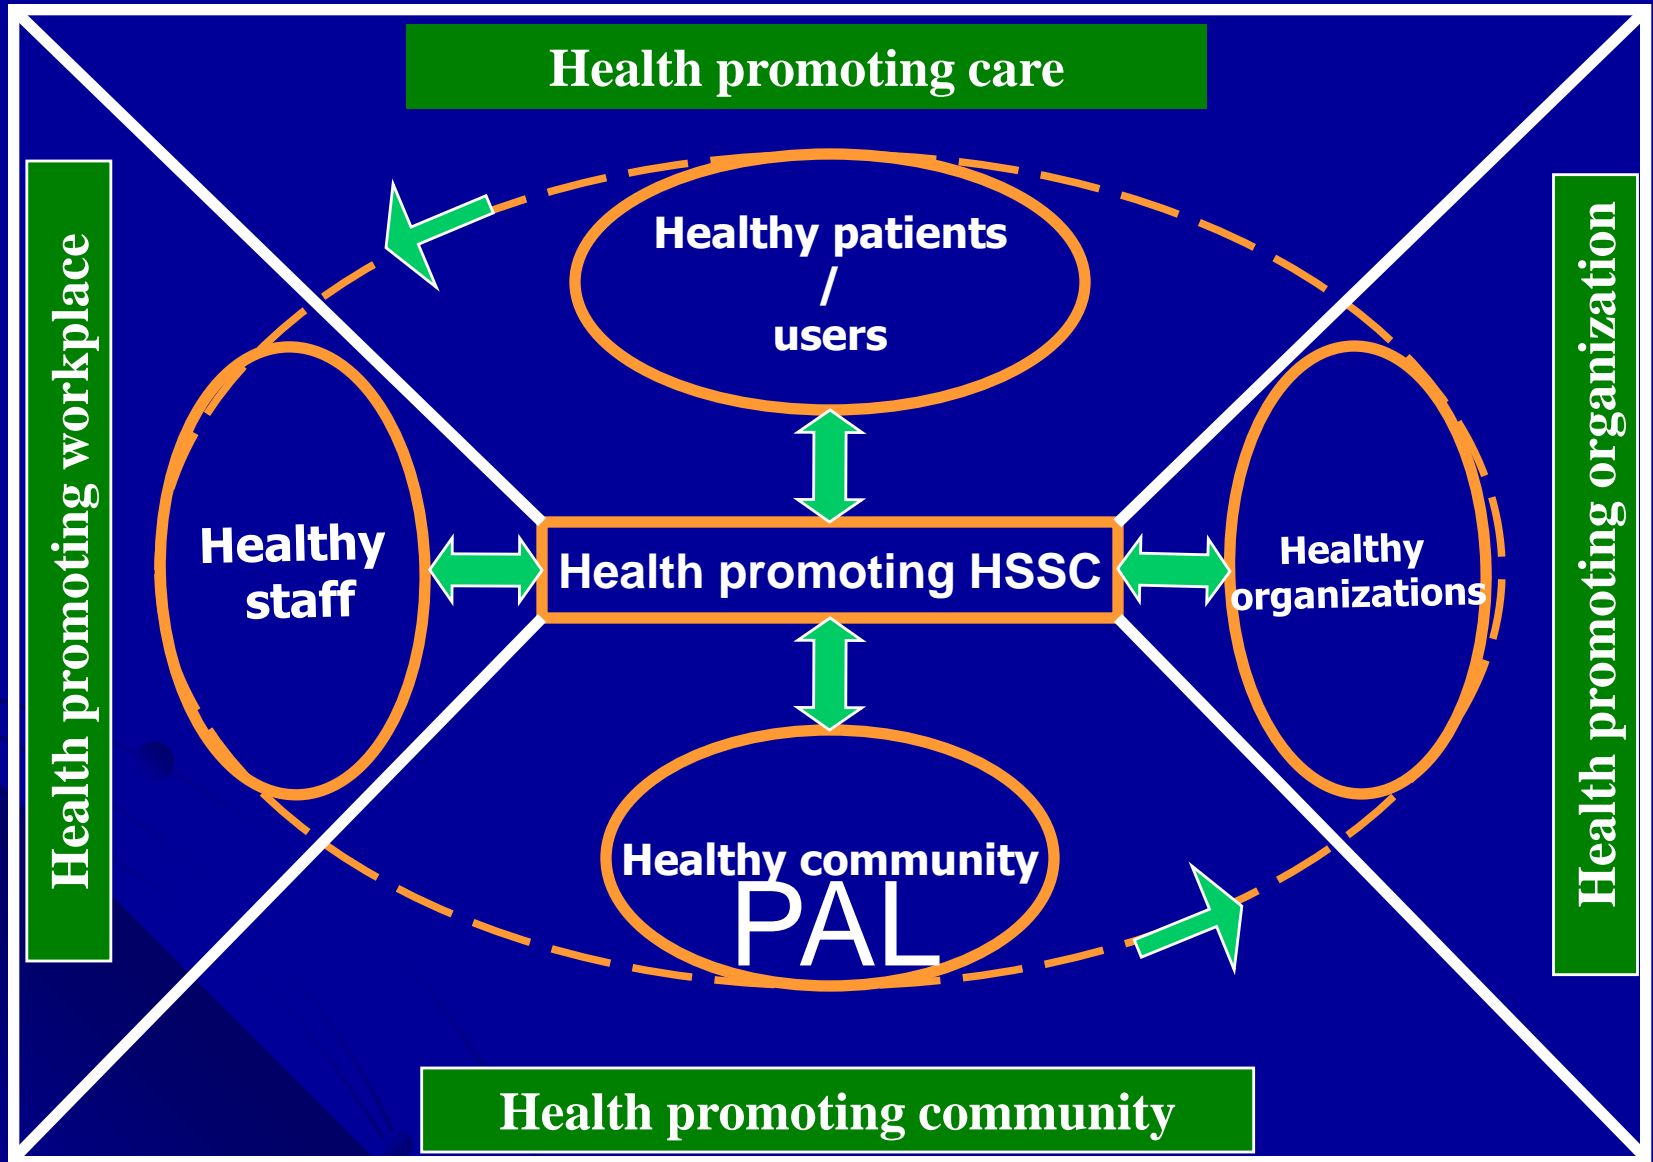 Health promoting care
Healthy patients
/
users
Health promoting workplace
Healthy
staff
Health promoting HSSC
Healthy
organizations
Health promoting organization
Healthy community
PAL
Health promoting community